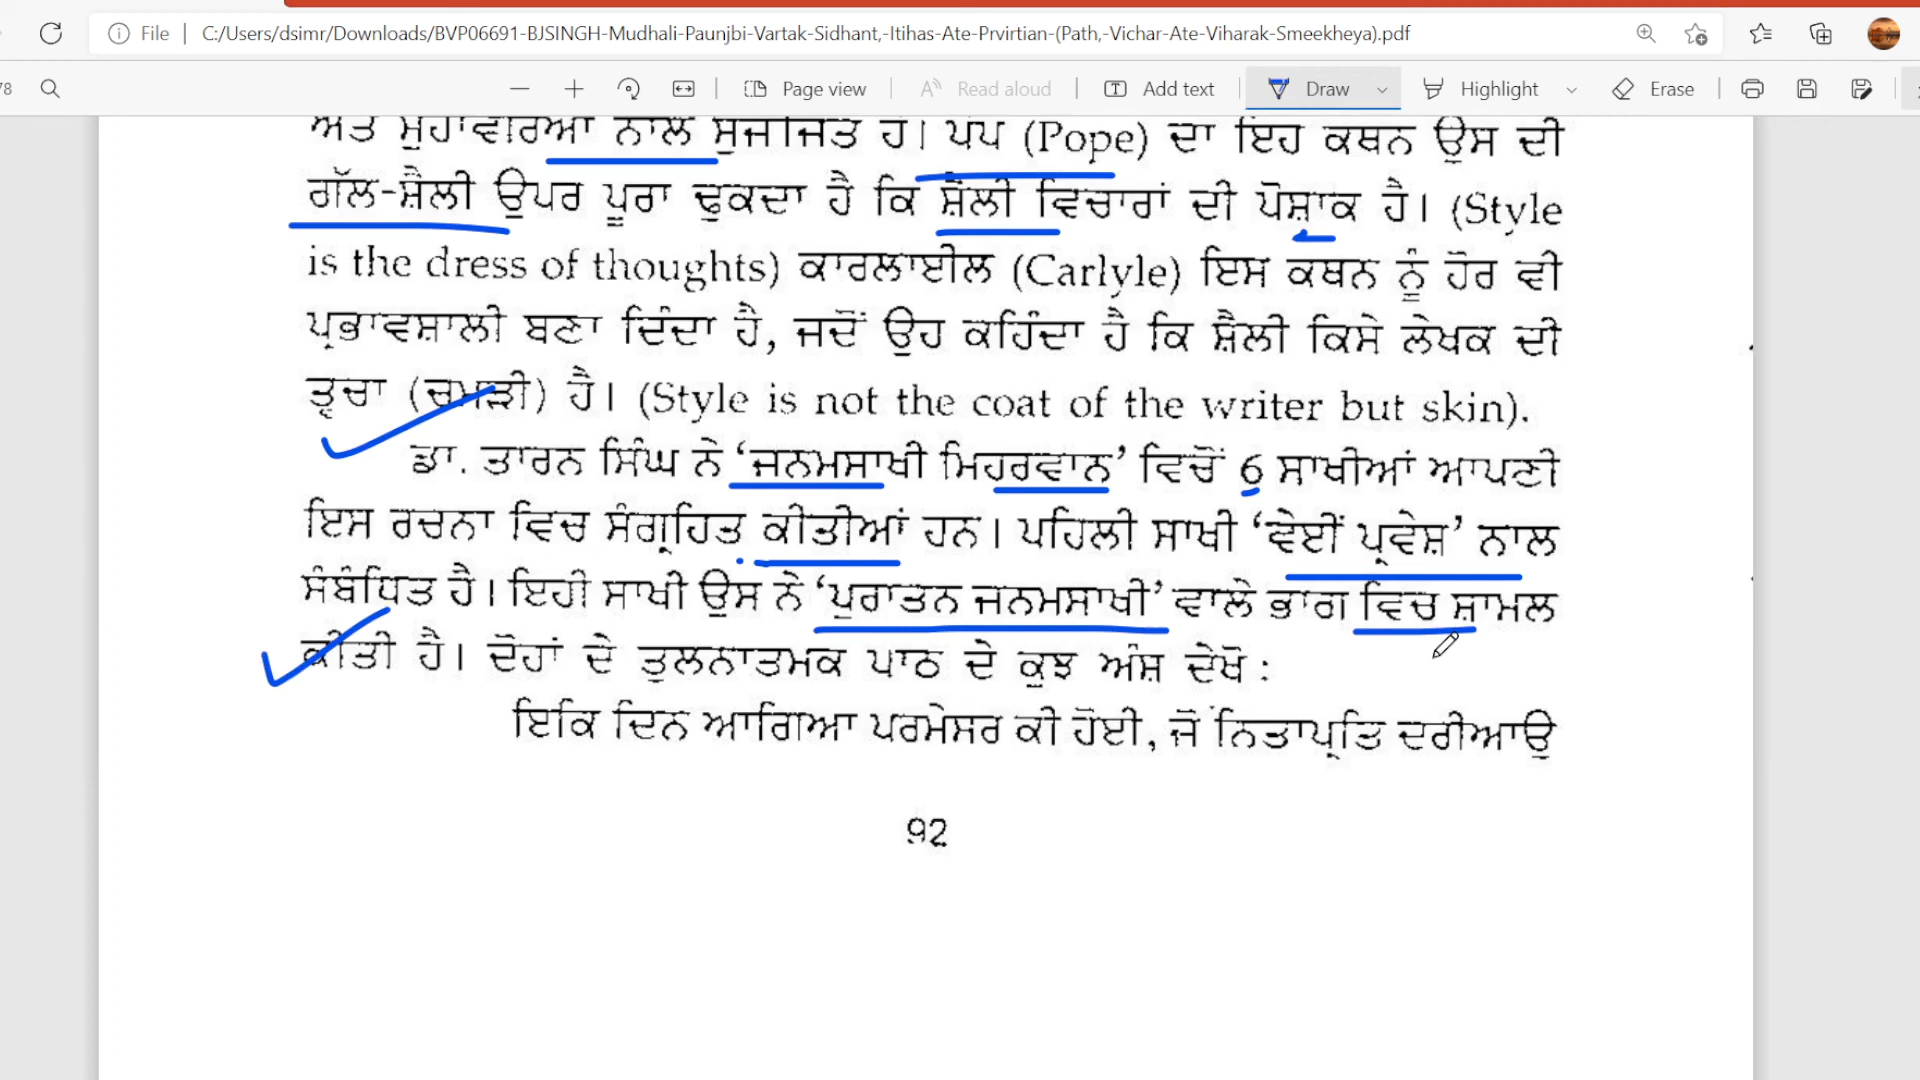 File
C:/Users/dsimr/Downloads/BVP06691-BJSINGH-Mudhali-Paunjbi-Vartak-Sidhant,-Itihas-Ate-Prvirtian-(Path,-Vichar-Ate-Viharak-Smeekheya).pdf
78 Page view Read aloud Add text Draw Highlight Erase
ਅਤੇ ਮੁਹਾਵਰਿਆਂ ਨਾਲ ਸੁਜੀਜਿਤ ਹੈ। ਪੋਪ (Pope) ਦਾ ਇਹ ਕਥਨ ਉਸ ਦੀ
ਗੱਲ-ਸ਼ੈਲੀ ਉਪਰ ਪੂਰਾ ਢੁਕਦਾ ਹੈ ਕਿ ਸ਼ੈਲੀ ਵਿਚਾਰਾਂ ਦੀ ਪੋਸ਼ਾਕ ਹੈ। (Style
is the dress of thoughts) ਕਾਰਲਾਈਲ (Carlyle) ਇਸ ਕਥਨ ਨੂੰ ਹੋਰ ਵੀ
ਪ੍ਰਭਾਵਸ਼ਾਲੀ ਬਣਾ ਦਿੰਦਾ ਹੈ, ਜਦੋਂ ਉਹ ਕਹਿੰਦਾ ਹੈ ਕਿ ਸ਼ੈਲੀ ਕਿਸੇ ਲੇਖਕ ਦੀ
ਤ੍ਵਚਾ (ਚਮੜੀ) ਹੈ। (Style is not the coat of the writer but skin).
ਡਾ. ਤਾਰਨ ਸਿੰਘ ਨੇ ‘ਜਨਮਸਾਖੀ ਮਿਹਰਵਾਨ’ ਵਿਚੋਂ 6 ਸਾਖੀਆਂ ਆਪਣੀ
ਇਸ ਰਚਨਾ ਵਿਚ ਸੰਗ੍ਰਹਿਤ ਕੀਤੀਆਂ ਹਨ। ਪਹਿਲੀ ਸਾਖੀ ‘ਵੇਈਂ ਪ੍ਰਵੇਸ਼’ ਨਾਲ
ਸੰਬੰਧਿਤ ਹੈ। ਇਹੀ ਸਾਖੀ ਉਸ ਨੇ ‘ਪੁਰਾਤਨ ਜਨਮਸਾਖੀ’ ਵਾਲੇ ਭਾਗ ਵਿਚ ਸ਼ਾਮਲ
ਕੀਤੀ ਹੈ। ਦੋਹਾਂ ਦੇ ਤੁਲਨਾਤਮਕ ਪਾਠ ਦੇ ਕੁਝ ਅੰਸ਼ ਦੇਖੋ :
ਇਕਿ ਦਿਨ ਆਗਿਆ ਪਰਮੇਸਰ ਕੀ ਹੋਈ, ਜੋ ਨਿਤਾਪ੍ਰਤਿ ਦਰੀਆਉ
੧੨